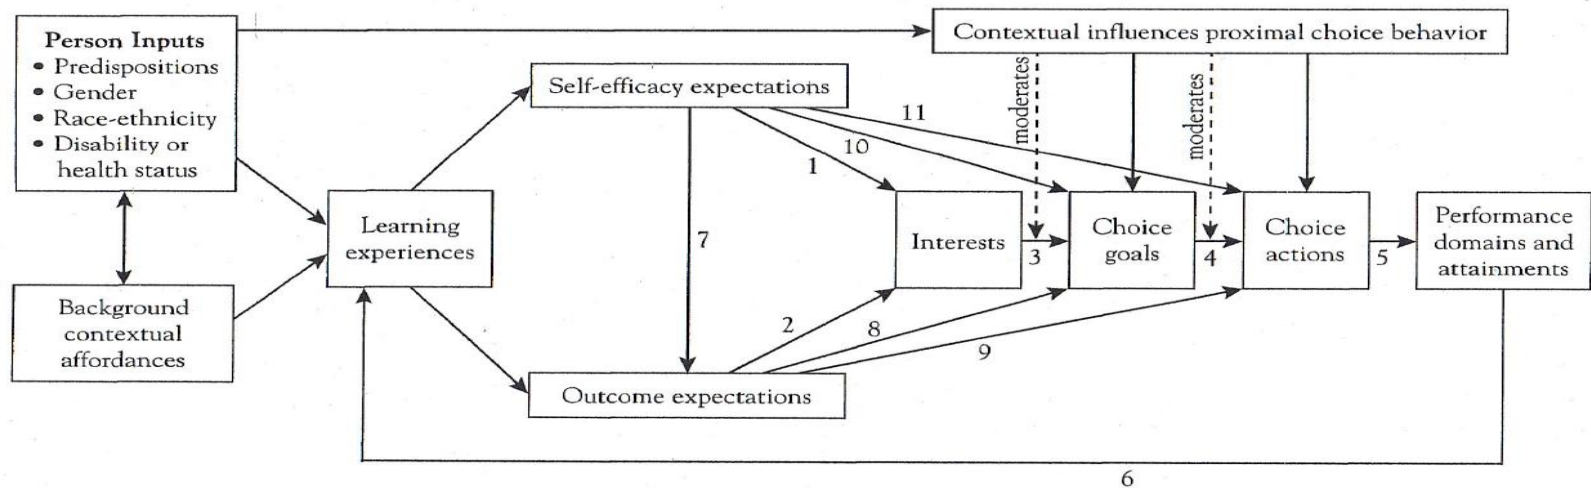 Person Inputs
• Predispositions
• Gender
• Race-ethnicity
• Disability or
health status
Background
contextual
affordances
Learning
experiences
Self-efficacy expectations
Outcome expectations
Contextual influences proximal choice behavior
moderates
moderates
Interests
Choice
goals
Choice
actions
Performance
domains and
attainments
11
10
1
7
2
8
9
3
4
5
6